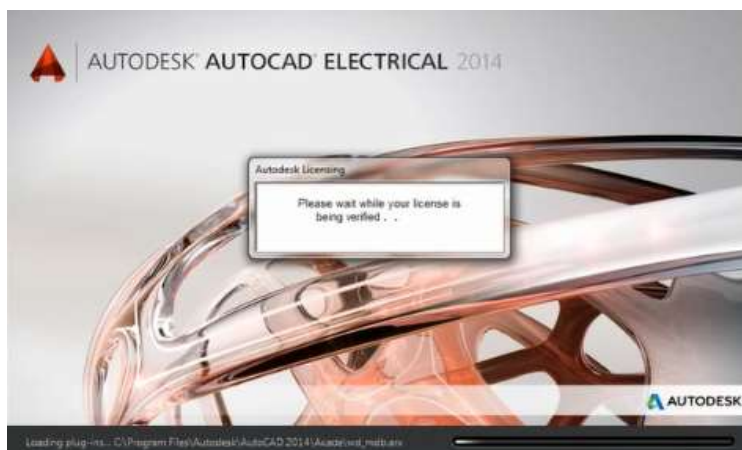 AUTODESK® AUTOCAD® ELECTRICAL 2014
Autodesk Licensing
Please wait while your license is
being verified . .
AUTODESK
Loading plug-ins... C:\Program Files\Autodesk\AutoCAD 2014\Acade\wd_mdb.arx